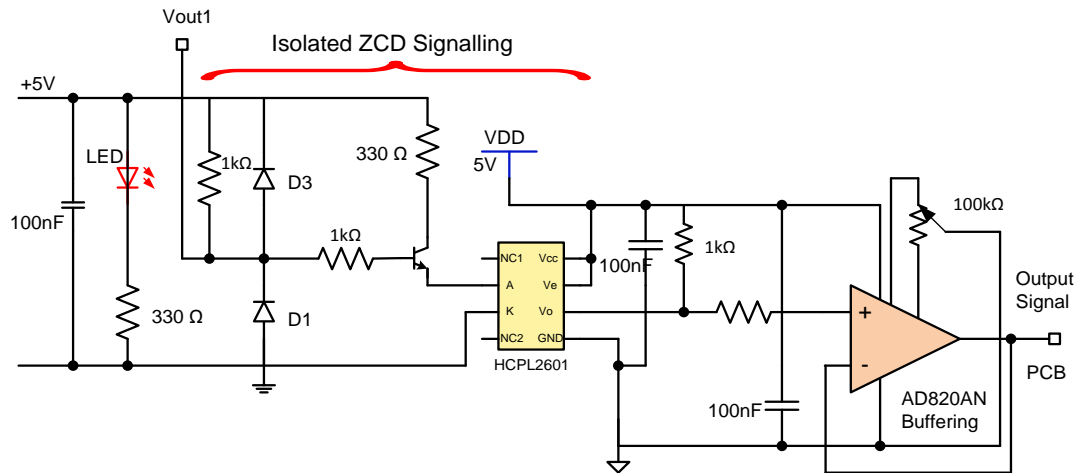 Vout1
Isolated ZCD Signalling
+5V
LED
1kΩ
D3
330 Ω
VDD
5V
100nF
1kΩ
100kΩ
NC1
Vcc
100nF
1kΩ
A
Ve
Output
Signal
K
Vo
330 Ω
D1
NC2
GND
HCPL2601
+
-
PCB
100nF
AD820AN
Buffering